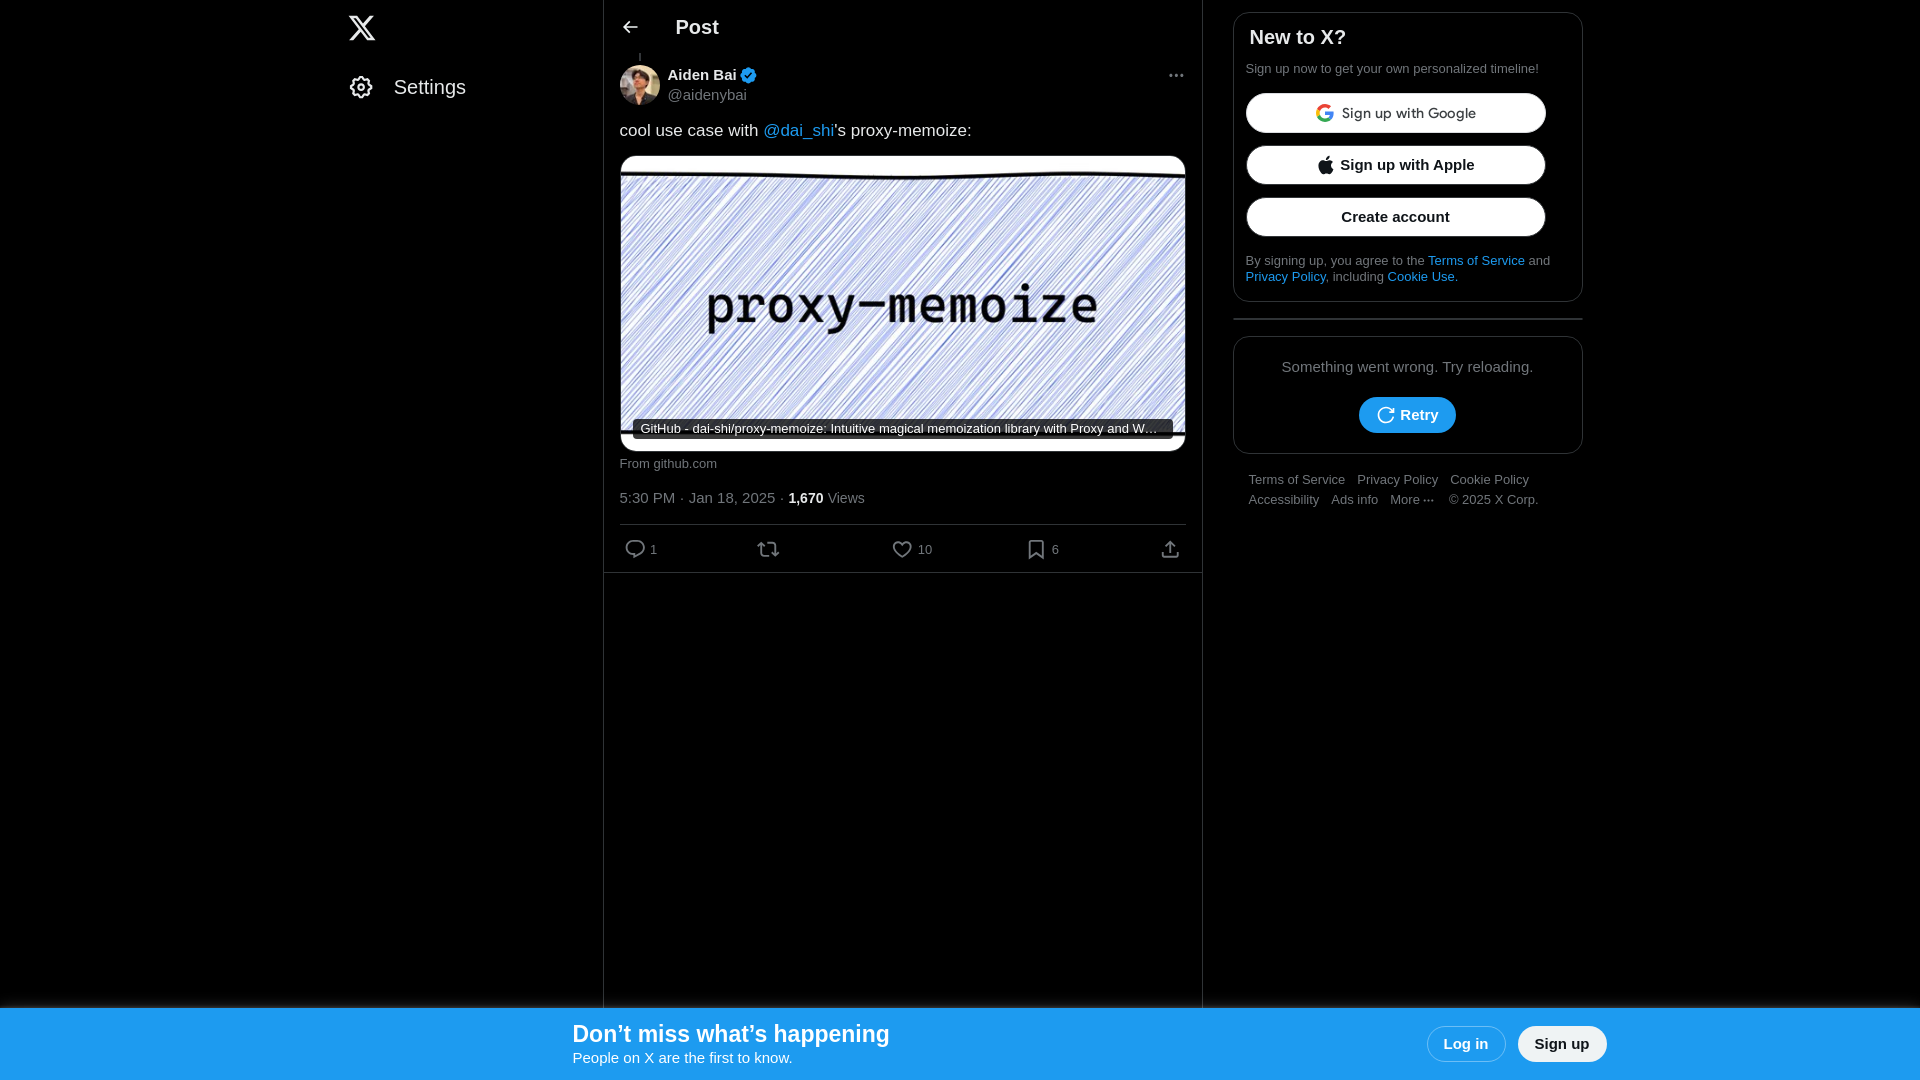 Settings
Post
Aiden Bai
@aidenybai
cool use case with @dai_shi's proxy-memoize:
proxy-memoize
GitHub - dai-shi/proxy-memoize: Intuitive magical memoization library with Proxy and W…
From github.com
5:30 PM · Jan 18, 2025 · 1,670 Views
1
10
6
New to X?
Sign up now to get your own personalized timeline!
Sign up with Google
Sign up with Apple
Create account
By signing up, you agree to the Terms of Service and
Privacy Policy, including Cookie Use.
Something went wrong. Try reloading.
Retry
Terms of Service Privacy Policy Cookie Policy
Accessibility Ads info More ··· © 2025 X Corp.
Don’t miss what’s happening
People on X are the first to know.
Log in
Sign up